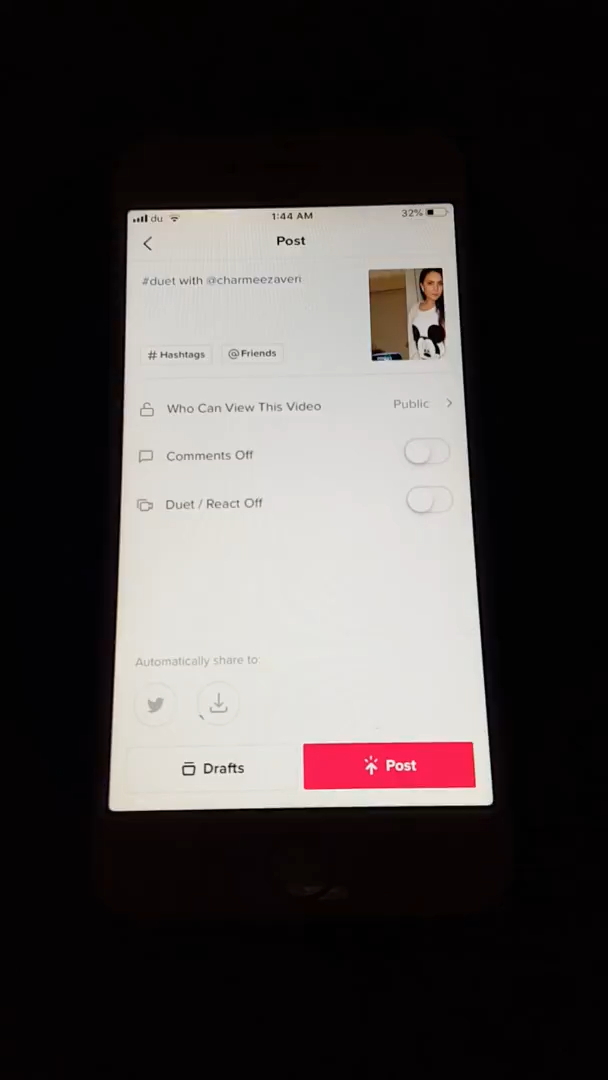 du 1:44 AM 32%
Post
#duet with @charmeezaveri
# Hashtags @ Friends
Who Can View This Video Public
Comments Off
Duet / React Off
Automatically share to:
Drafts Post